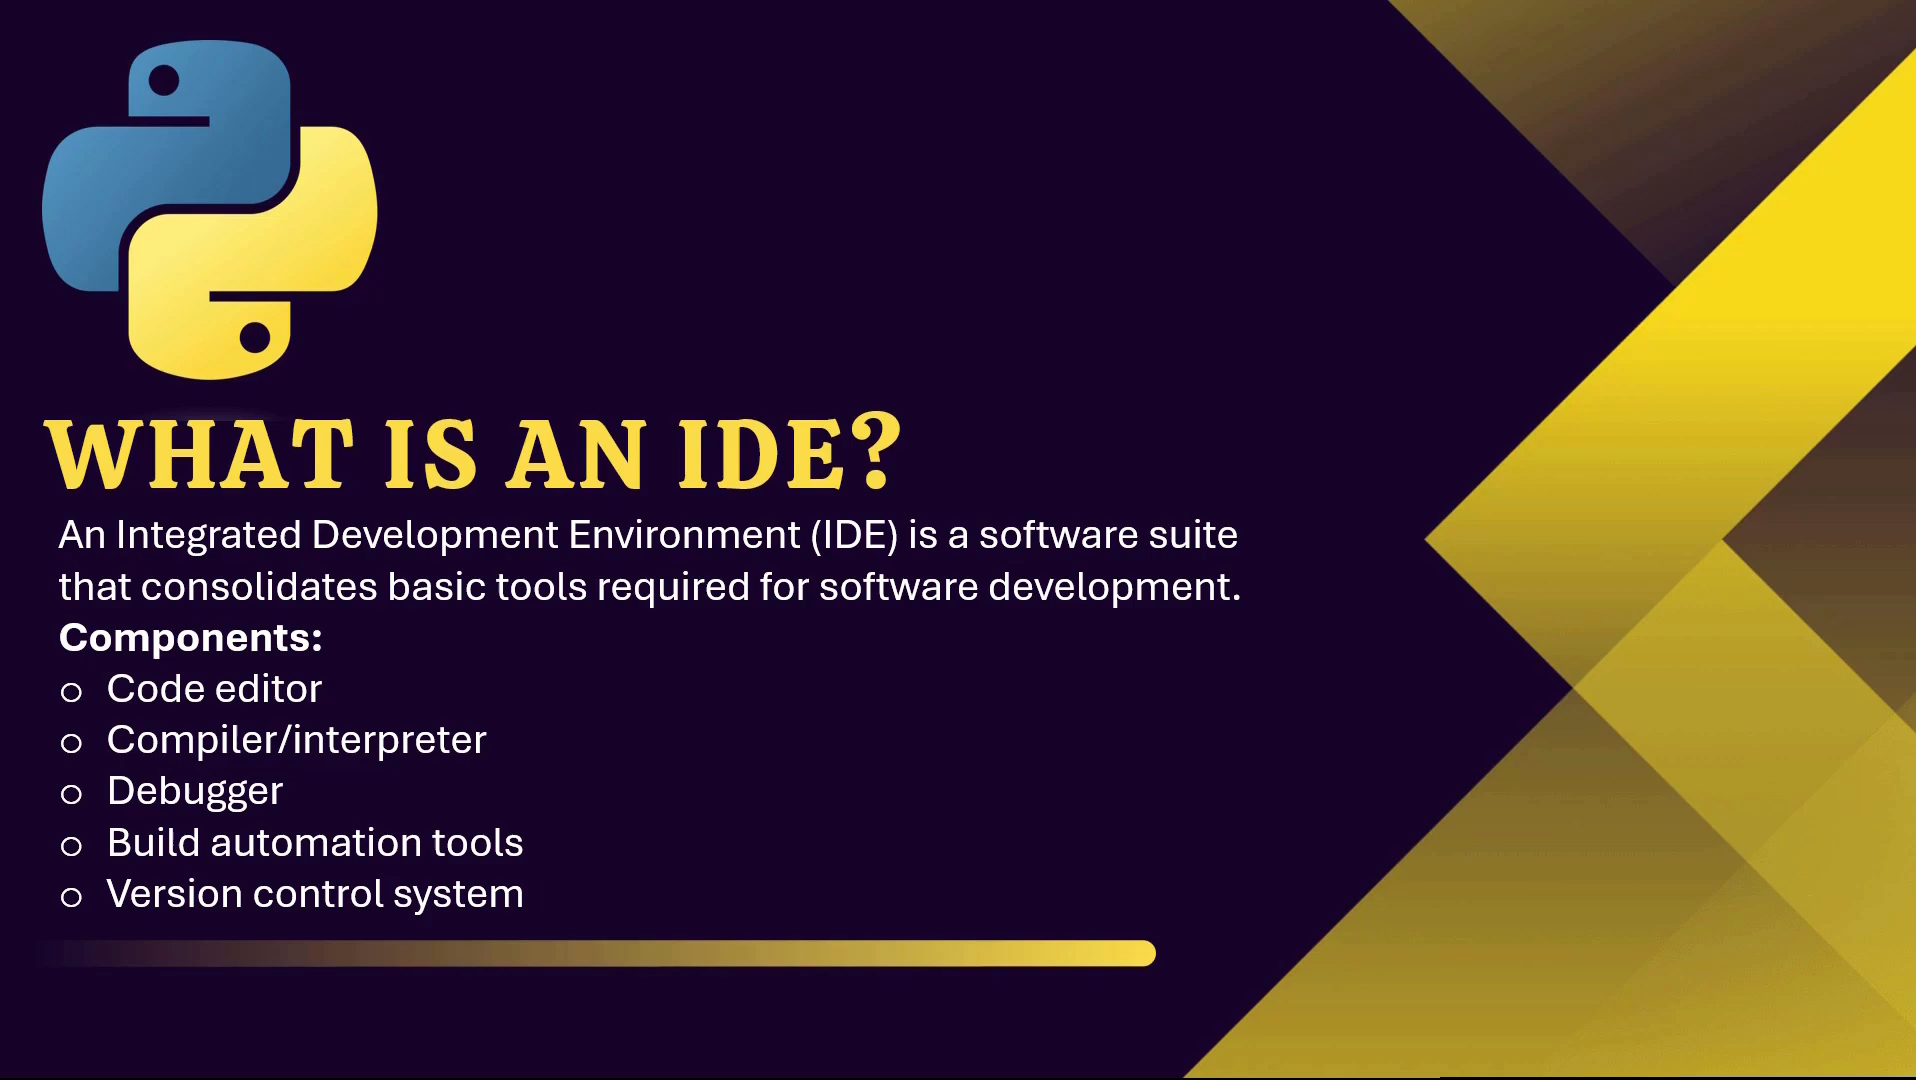 WHAT IS AN IDE?
An Integrated Development Environment (IDE) is a software suite
that consolidates basic tools required for software development.
Components:
o Code editor
o Compiler/interpreter
o Debugger
o Build automation tools
o Version control system